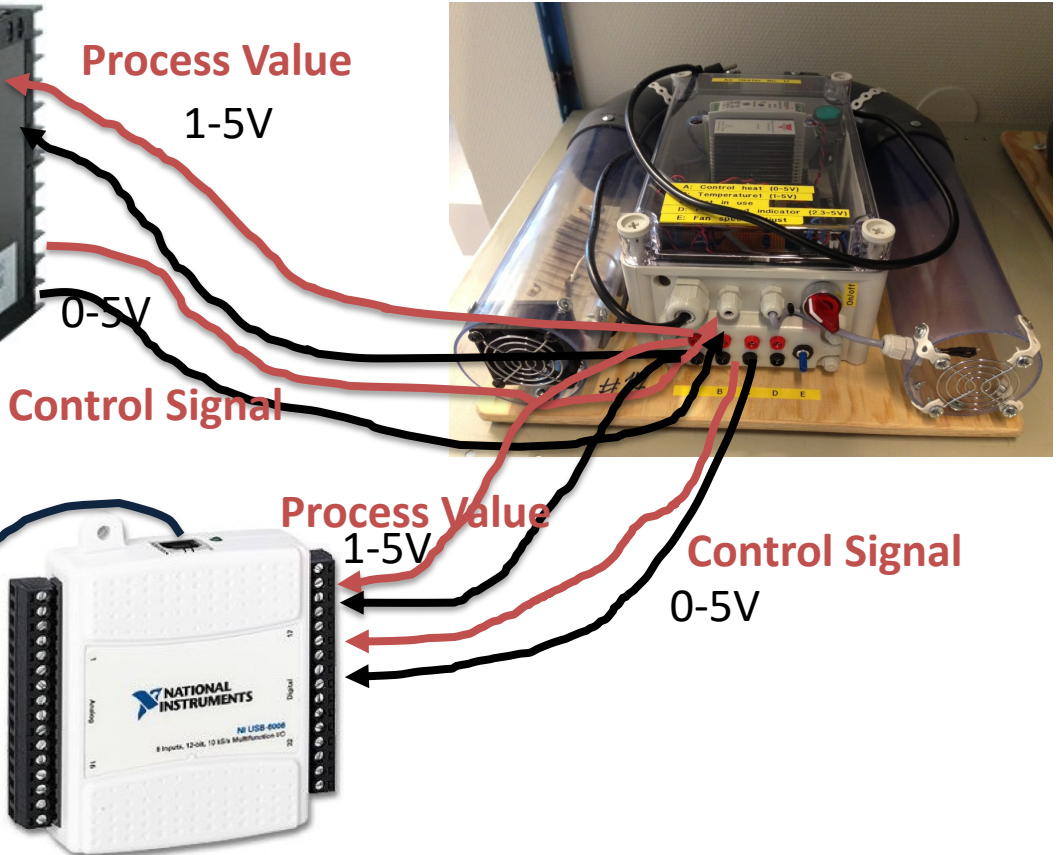 Process Value
1-5V
A: Control heat (0-5V)
Temperature1 (1-5V)
in use
D: indicator (2.3-5V)
E: Fan
On/off
0-5V
Control Signal
#
B D E
Process Value
1-5V
Control Signal
0-5V
1
17
Analog
Digital
NATIONAL
INSTRUMENTS
NI USB-6008
8 Inputs, 12-bit, 10 kS/s Multifunction I/O
16
32